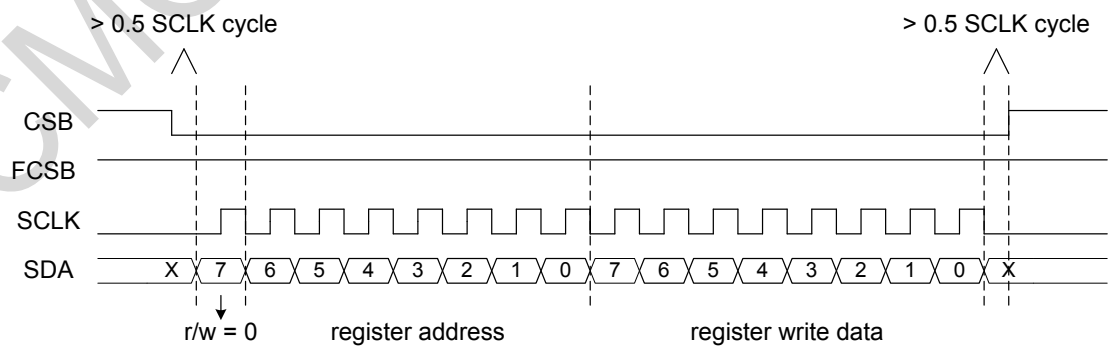 > 0.5 SCLK cycle > 0.5 SCLK cycle
CSB
FCSB
SCLK
SDA X 7 6 5 4 3 2 1 0 7 6 5 4 3 2 1 0 X
r/w = 0 register address register write data